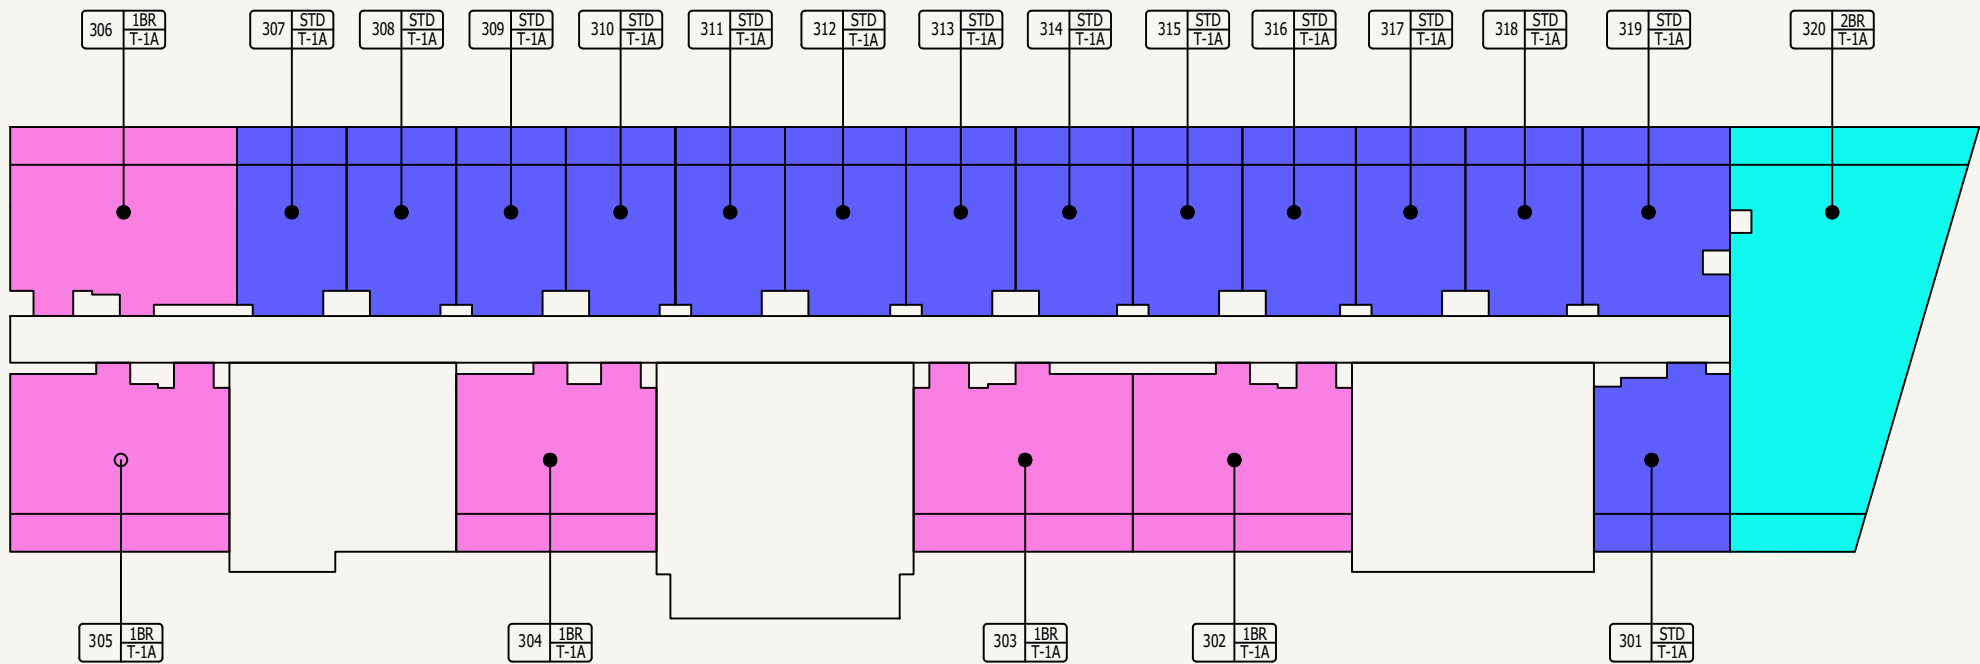 306 1BR T-1A
307 STD T-1A
308 STD T-1A
309 STD T-1A
310 STD T-1A
311 STD T-1A
312 STD T-1A
313 STD T-1A
314 STD T-1A
315 STD T-1A
316 STD T-1A
317 STD T-1A
318 STD T-1A
319 STD T-1A
320 2BR T-1A
305 1BR T-1A
304 1BR T-1A
303 1BR T-1A
302 1BR T-1A
301 STD T-1A